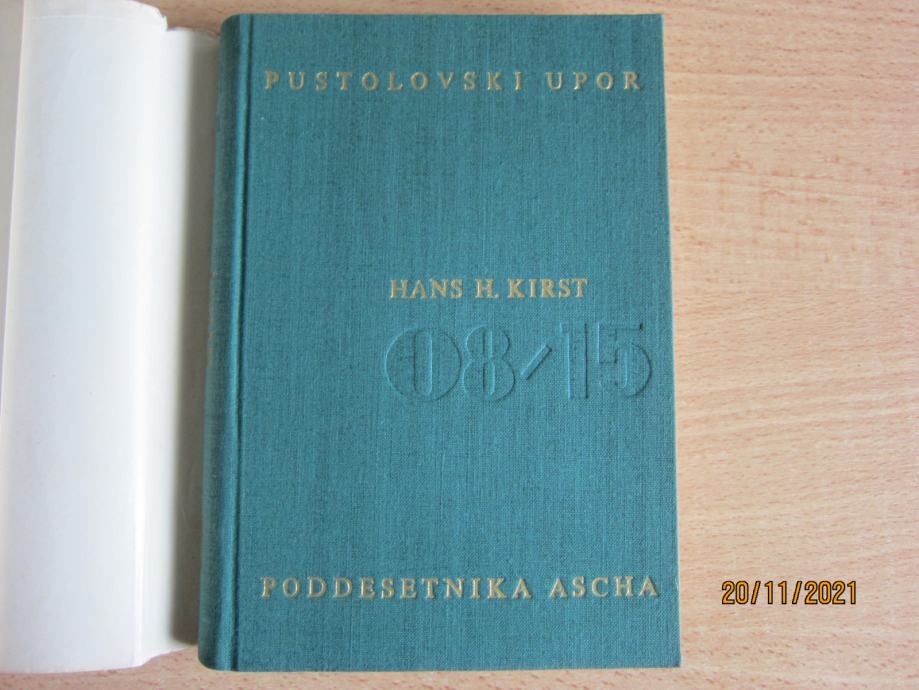 PUSTOLOVSKI UPOR
HANS H. KIRST
08/15
PODDESETNIKA ASCHA
20/11/2021